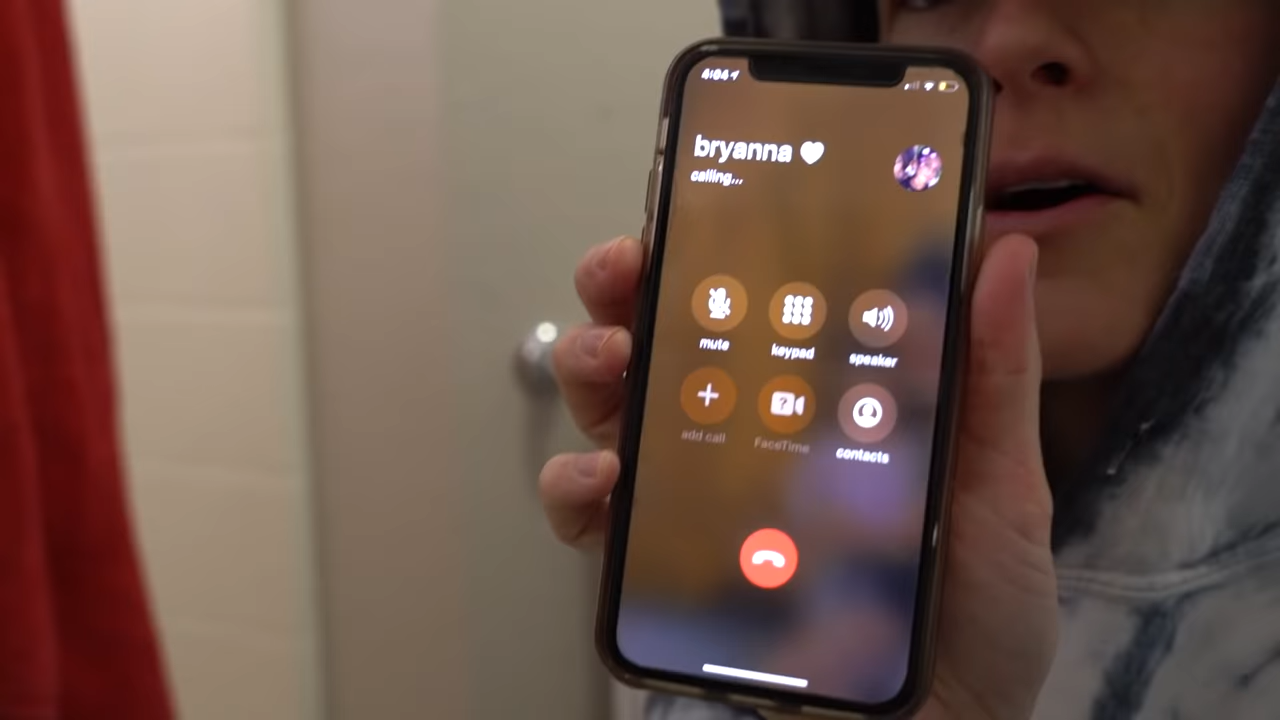 4:04
bryanna 🤍
calling...
mute
keypad
speaker
add call
FaceTime
contacts